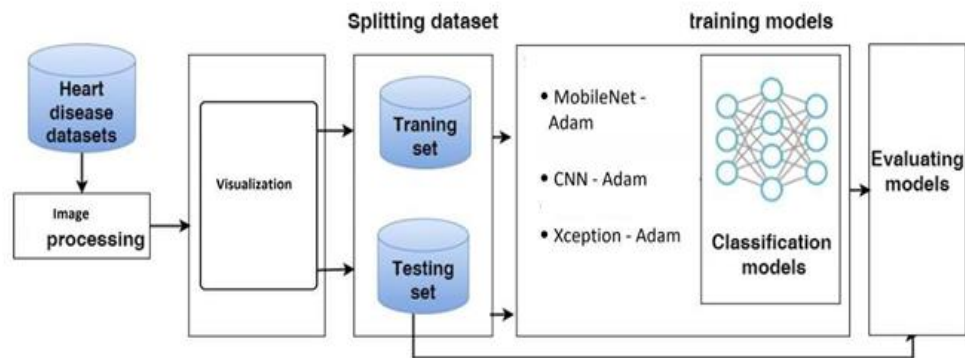 Splitting dataset
training models
Heart
disease
datasets
Image
processing
Visualization
Traning
set
Testing
set
• MobileNet -
Adam
• CNN - Adam
• Xception - Adam
Classification
models
Evaluating
models